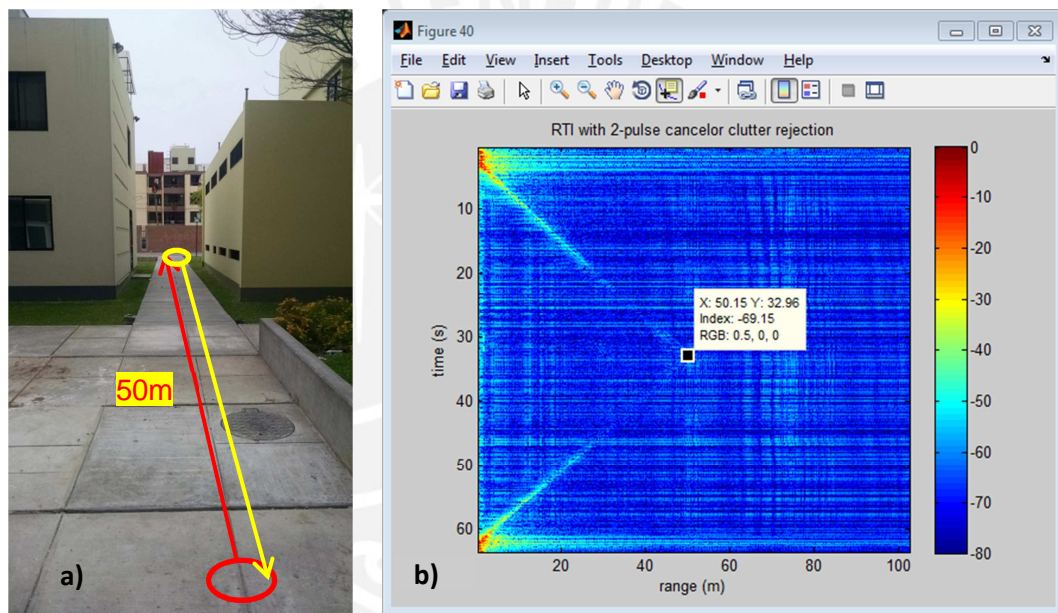 50m
a)
Figure 40
File Edit View Insert Tools Desktop Window Help
RTI with 2-pulse cancelor clutter rejection
time (s)
10
20
30
40
50
60
X: 50.15 Y: 32.96
Index: -69.15
RGB: 0.5, 0, 0
20 40 60 80 100
range (m)
0
-10
-20
-30
-40
-50
-60
-70
-80
b)